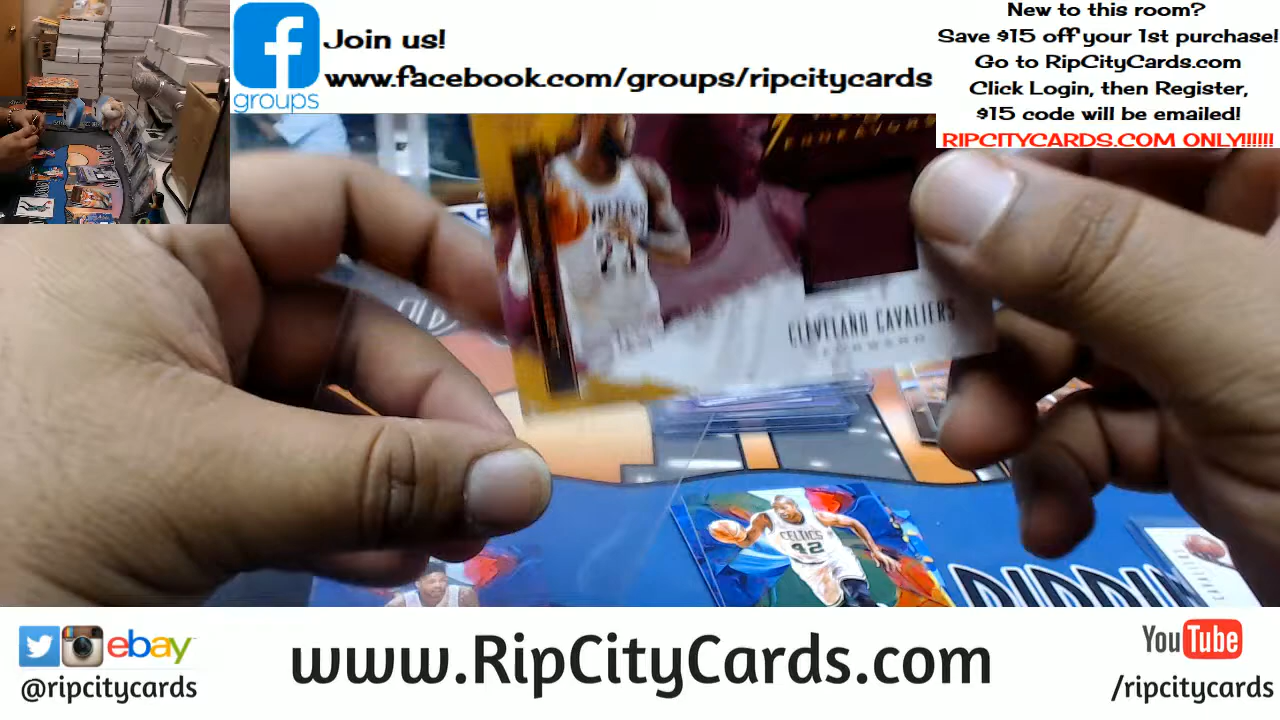 groups
Join us!
www.facebook.com/groups/ripcitycards
New to this room?
Save $15 off your 1st purchase!
Go to RipCityCards.com
Click Login, then Register,
$15 code will be emailed!
RIPCITYCARDS.COM ONLY!!!!!!
CLEVELAND CAVALIERS
FORWARD
CELTICS
42
ebay
@ripcitycards
www.RipCityCards.com
YouTube
/ripcitycards